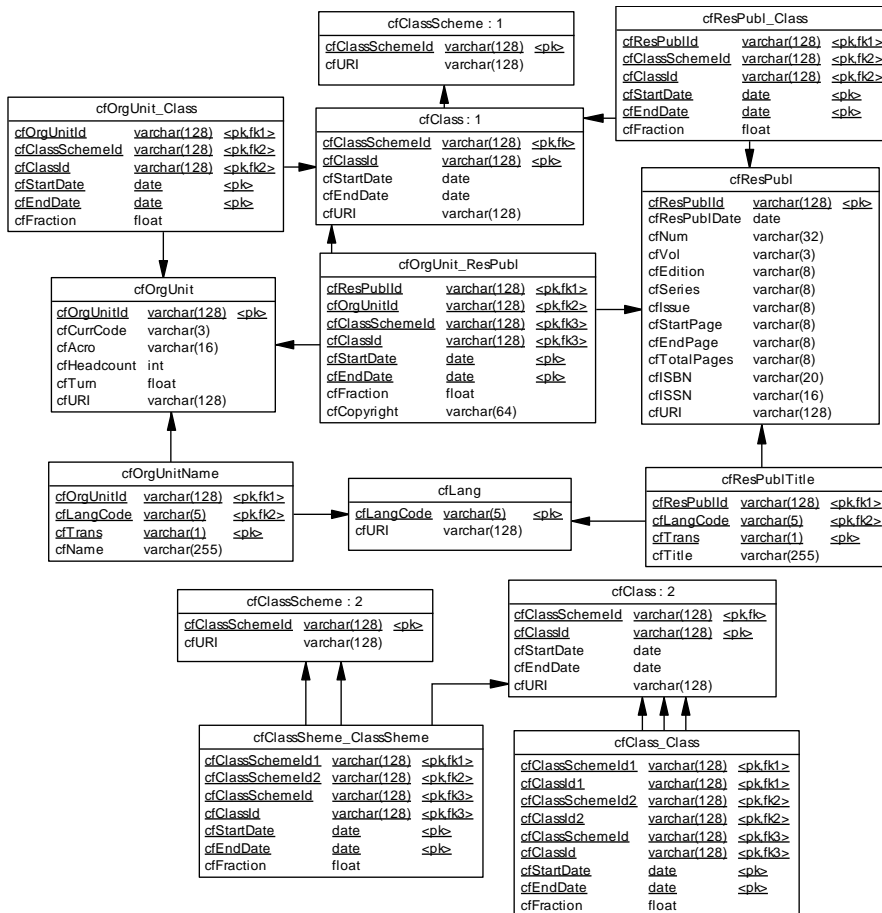 cfClassScheme : 1
cfClassSchemeId varchar(128) <pk>
cfURI varchar(128)
cfResPubl_Class
cfResPublId varchar(128) <pk,fk1>
cfClassSchemeId varchar(128) <pk,fk2>
cfClassId varchar(128) <pk,fk2>
cfStartDate date <pk>
cfEndDate date <pk>
cfFraction float
cfOrgUnit_Class
cfOrgUnitId varchar(128) <pk,fk1>
cfClassSchemeId varchar(128) <pk,fk2>
cfClassId varchar(128) <pk,fk2>
cfStartDate date <pk>
cfEndDate date <pk>
cfFraction float
cfClass : 1
cfClassSchemeId varchar(128) <pk,fk>
cfClassId varchar(128) <pk>
cfStartDate date
cfEndDate date
cfURI varchar(128)
cfResPubl
cfResPublId varchar(128) <pk>
cfResPublDate date
cfNum varchar(32)
cfVol varchar(3)
cfEdition varchar(8)
cfSeries varchar(8)
cfIssue varchar(8)
cfStartPage varchar(8)
cfEndPage varchar(8)
cfTotalPages varchar(8)
cfISBN varchar(20)
cfISSN varchar(16)
cfURI varchar(128)
cfOrgUnit
cfOrgUnitId varchar(128) <pk>
cfCurrCode varchar(3)
cfAcro varchar(16)
cfHeadcount int
cfTurn float
cfURI varchar(128)
cfOrgUnit_ResPubl
cfResPublId varchar(128) <pk,fk1>
cfOrgUnitId varchar(128) <pk,fk2>
cfClassSchemeId varchar(128) <pk,fk3>
cfClassId varchar(128) <pk,fk3>
cfStartDate date <pk>
cfEndDate date <pk>
cfFraction float
cfCopyright varchar(64)
cfOrgUnitName
cfOrgUnitId varchar(128) <pk,fk1>
cfLangCode varchar(5) <pk,fk2>
cfTrans varchar(1) <pk>
cfName varchar(255)
cfLang
cfLangCode varchar(5) <pk>
cfURI varchar(128)
cfResPublTitle
cfResPublId varchar(128) <pk,fk1>
cfLangCode varchar(5) <pk,fk2>
cfTrans varchar(1) <pk>
cfTitle varchar(255)
cfClassScheme : 2
cfClassSchemeId varchar(128) <pk>
cfURI varchar(128)
cfClass : 2
cfClassSchemeId varchar(128) <pk,fk>
cfClassId varchar(128) <pk>
cfStartDate date
cfEndDate date
cfURI varchar(128)
cfClassSheme_ClassSheme
cfClassSchemeId1 varchar(128) <pk,fk1>
cfClassSchemeId2 varchar(128) <pk,fk2>
cfClassSchemeId varchar(128) <pk,fk3>
cfClassId varchar(128) <pk,fk3>
cfStartDate date <pk>
cfEndDate date <pk>
cfFraction float
cfClass_Class
cfClassSchemeId1 varchar(128) <pk,fk1>
cfClassId1 varchar(128) <pk,fk1>
cfClassSchemeId2 varchar(128) <pk,fk2>
cfClassId2 varchar(128) <pk,fk2>
cfClassSchemeId varchar(128) <pk,fk3>
cfClassId varchar(128) <pk,fk3>
cfStartDate date <pk>
cfEndDate date <pk>
cfFraction float